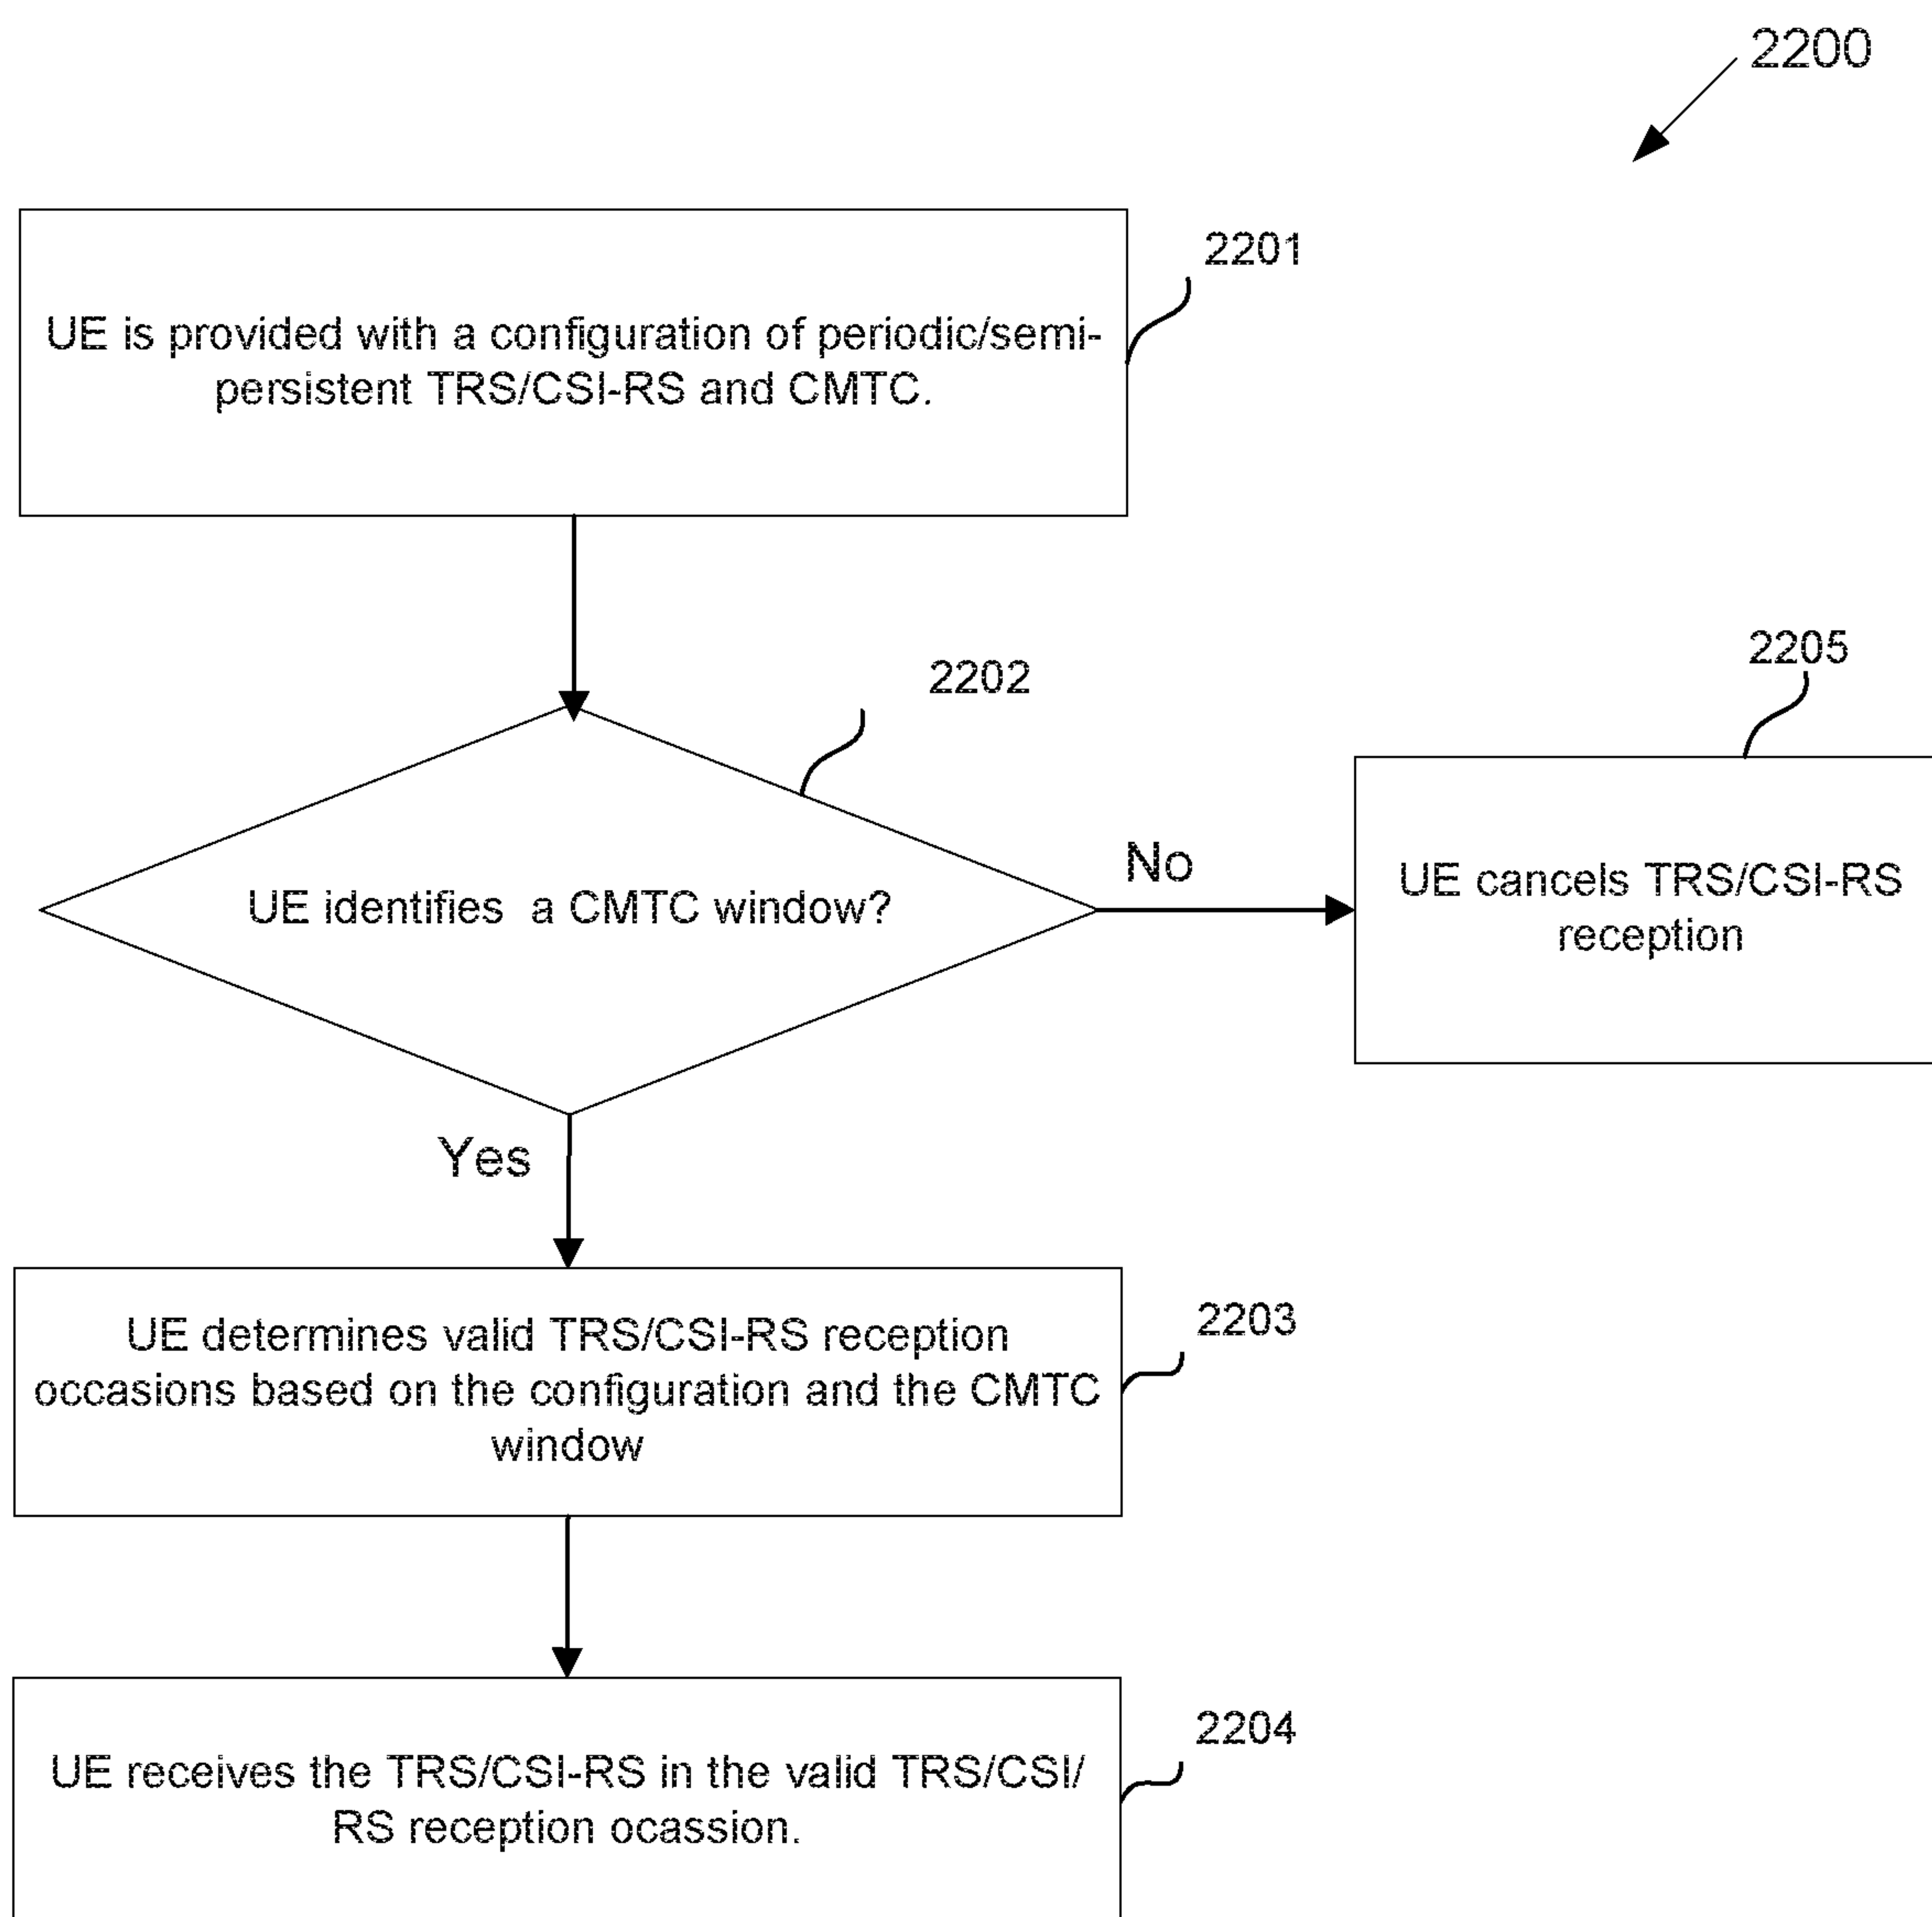 2200
2201
UE is provided with a configuration of periodic/semi-
persistent TRS/CSI-RS and CMTC.
2202
2205
UE identifies a CMTC window?
No
UE cancels TRS/CSI-RS
reception
Yes
2203
UE determines valid TRS/CSI-RS reception
occasions based on the configuration and the CMTC
window
2204
UE receives the TRS/CSI-RS in the valid TRS/CSI/
RS reception ocassion.